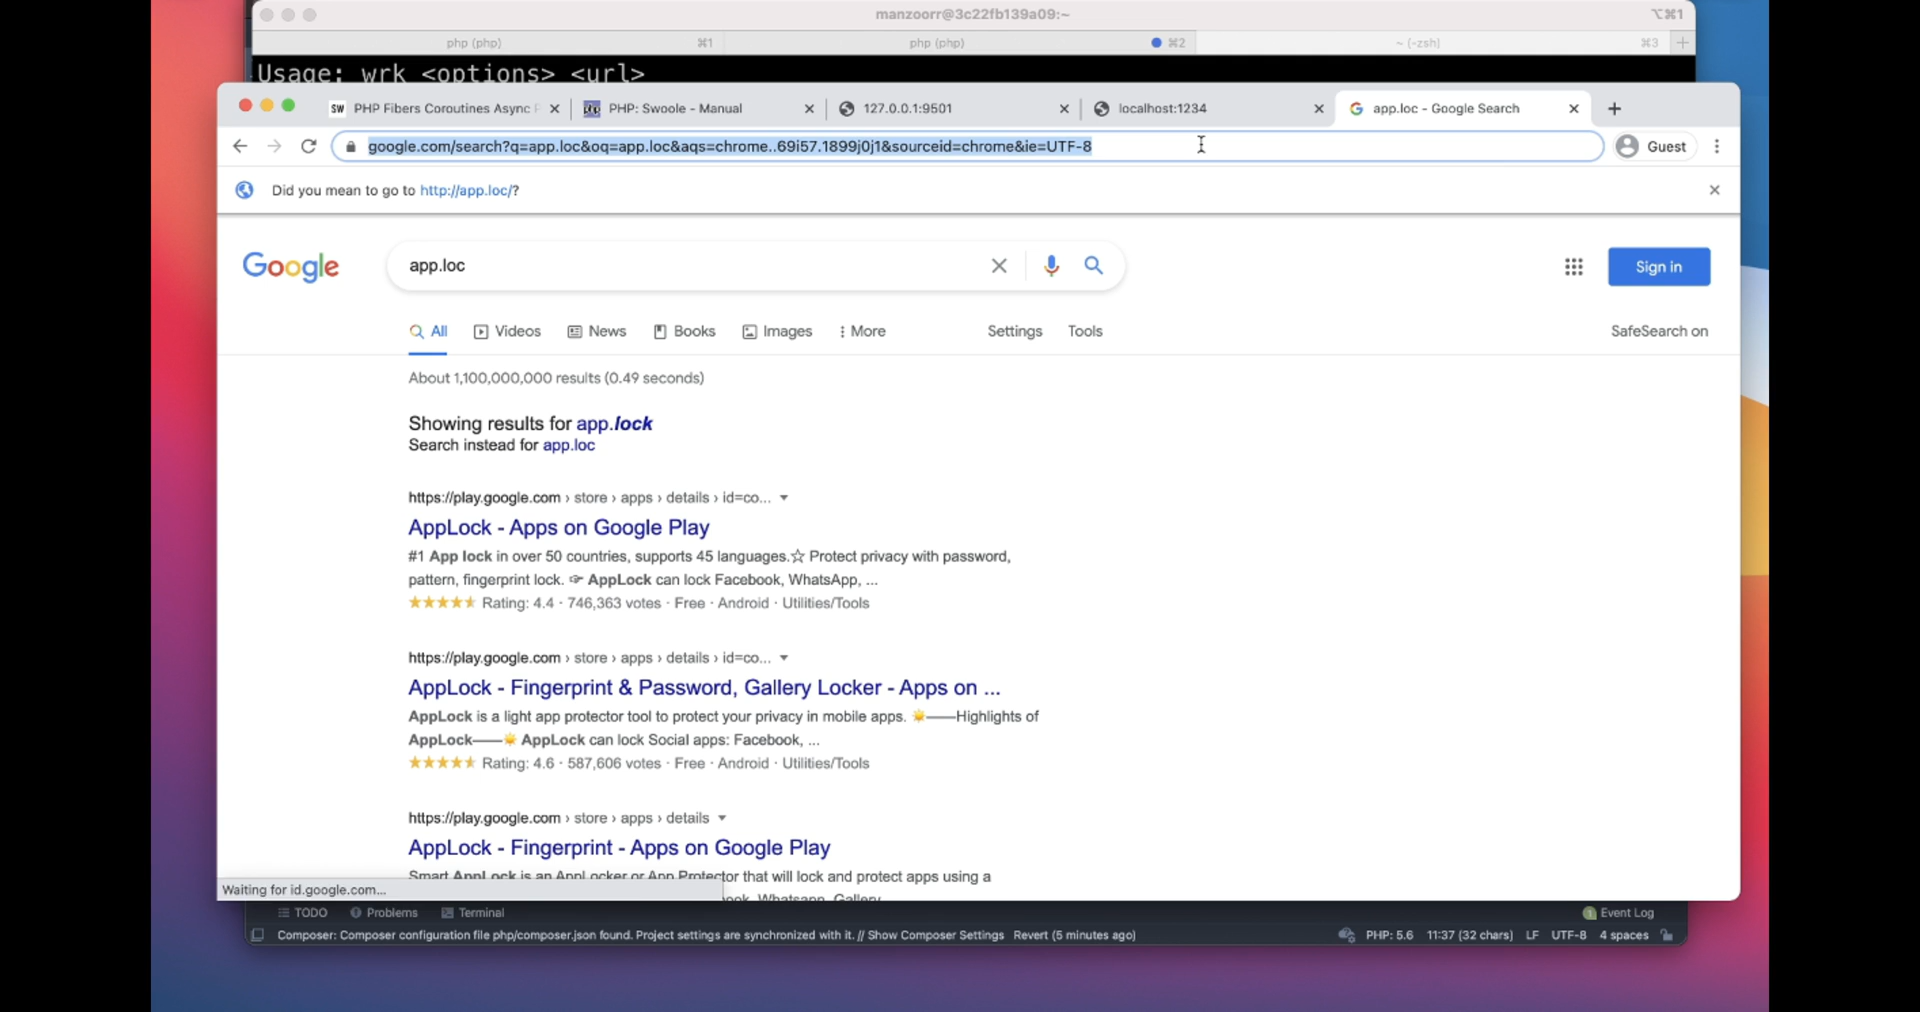 manzoorr@3c22fb139a09:~
⌥⌘1
php (php) ⌘1
php (php) ⌘2
~ (-zsh) ⌘3
Usage: wrk <options> <url>
SW PHP Fibers Coroutines Async
php PHP: Swoole - Manual
127.0.0.1:9501
localhost:1234
app.loc - Google Search
google.com/search?q=app.loc&oq=app.loc&aqs=chrome..69i57.1899j0j1&sourceid=chrome&ie=UTF-8
Guest
Did you mean to go to http://app.loc/?
Google
app.loc
Sign in
All Videos News Books Images More Settings Tools
SafeSearch on
About 1,100,000,000 results (0.49 seconds)
Showing results for app.lock
Search instead for app.loc
https://play.google.com › store › apps › details › id=co...
AppLock - Apps on Google Play
#1 App lock in over 50 countries, supports 45 languages.☆ Protect privacy with password,
pattern, fingerprint lock. ☞ AppLock can lock Facebook, WhatsApp, ...
Rating: 4.4 · 746,363 votes · Free · Android · Utilities/Tools
https://play.google.com › store › apps › details › id=co...
AppLock - Fingerprint & Password, Gallery Locker - Apps on ...
AppLock is a light app protector tool to protect your privacy in mobile apps. ☀——Highlights of
AppLock——☀ AppLock can lock Social apps: Facebook, ...
Rating: 4.6 · 587,606 votes · Free · Android · Utilities/Tools
https://play.google.com › store › apps › details
AppLock - Fingerprint - Apps on Google Play
Smart AppLock is an AppLocker or App Protector that will lock and protect apps using a
Whatsapp, Gallery
Waiting for id.google.com...
TODO Problems Terminal
1 Event Log
Composer: Composer configuration file php/composer.json found. Project settings are synchronized with it. // Show Composer Settings Revert (5 minutes ago)
PHP: 5.6 11:37 (32 chars) LF UTF-8 4 spaces